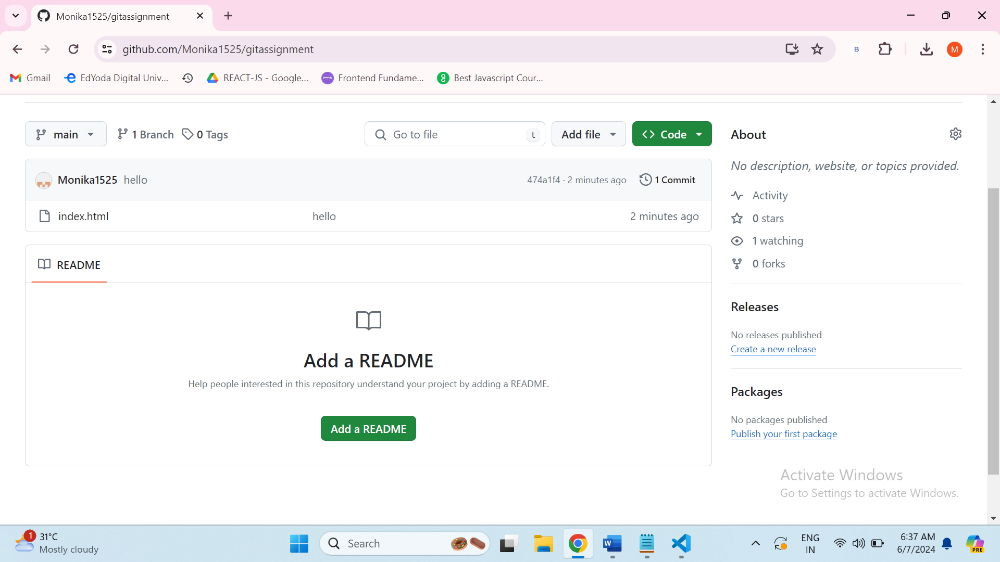 Monika1525/gitassignment
github.com/Monika1525/gitassignment
B
M
Gmail
EdYoda Digital Univ...
REACT-JS - Google...
Frontend Fundame...
Best Javascript Cour...
main
1 Branch
0 Tags
Go to file
t
Add file
Code
About
No description, website, or topics provided.
Monika1525 hello
474a1f4 · 2 minutes ago
1 Commit
index.html
hello
2 minutes ago
Activity
0 stars
1 watching
0 forks
README
Add a README
Help people interested in this repository understand your project by adding a README.
Add a README
Releases
No releases published
Create a new release
Packages
No packages published
Publish your first package
Activate Windows
Go to Settings to activate Windows.
1
31°C
Mostly cloudy
Search
W
ENG
IN
6:37 AM
6/7/2024
PRE